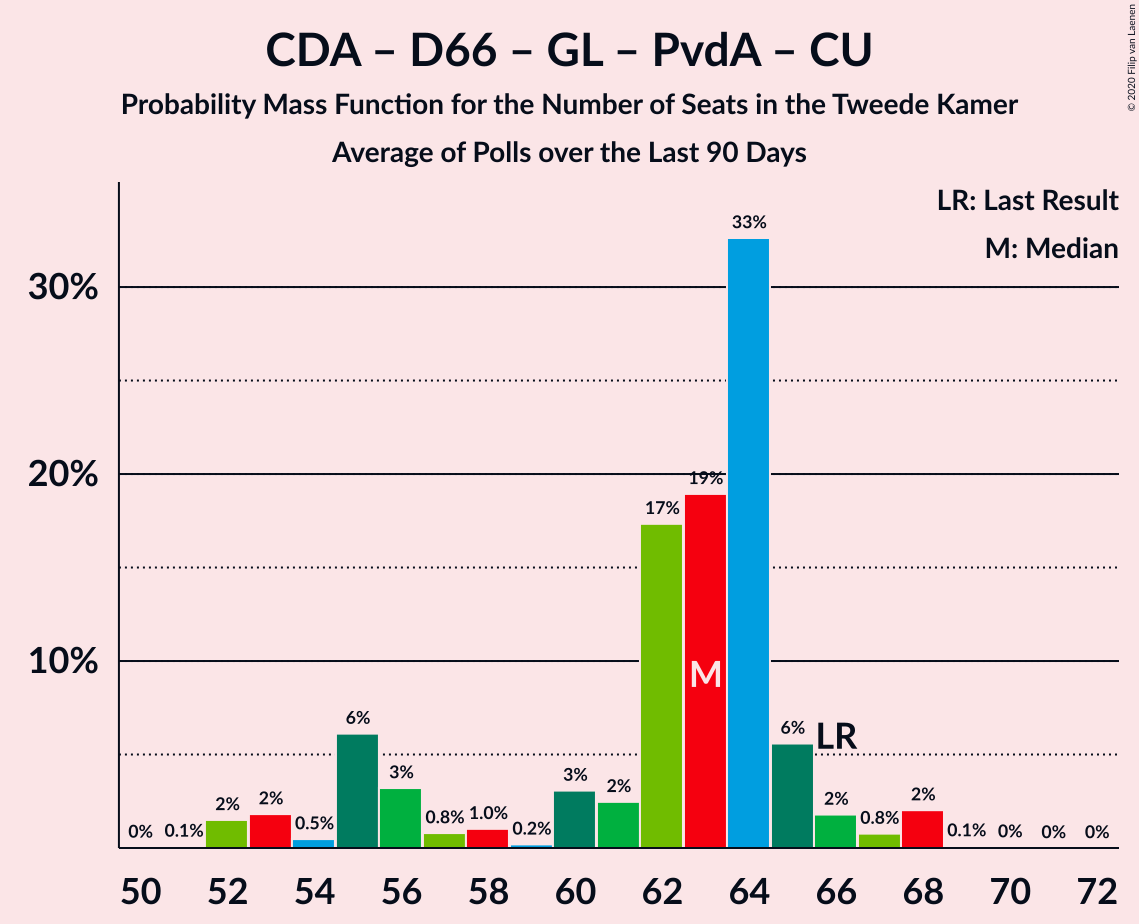 CDA – D66 – GL – PvdA – CU
Probability Mass Function for the Number of Seats in the Tweede Kamer
Average of Polls over the Last 90 Days
© 2020 Filip van Laenen
LR: Last Result
M: Median
30%
20%
10%
0%
0.1%
2%
2%
0.5%
6%
3%
0.8%
1.0%
0.2%
3%
2%
17%
19%
33%
6%
2%
0.8%
2%
0.1%
0%
0%
0%
M
LR
50 52 54 56 58 60 62 64 66 68 70 72